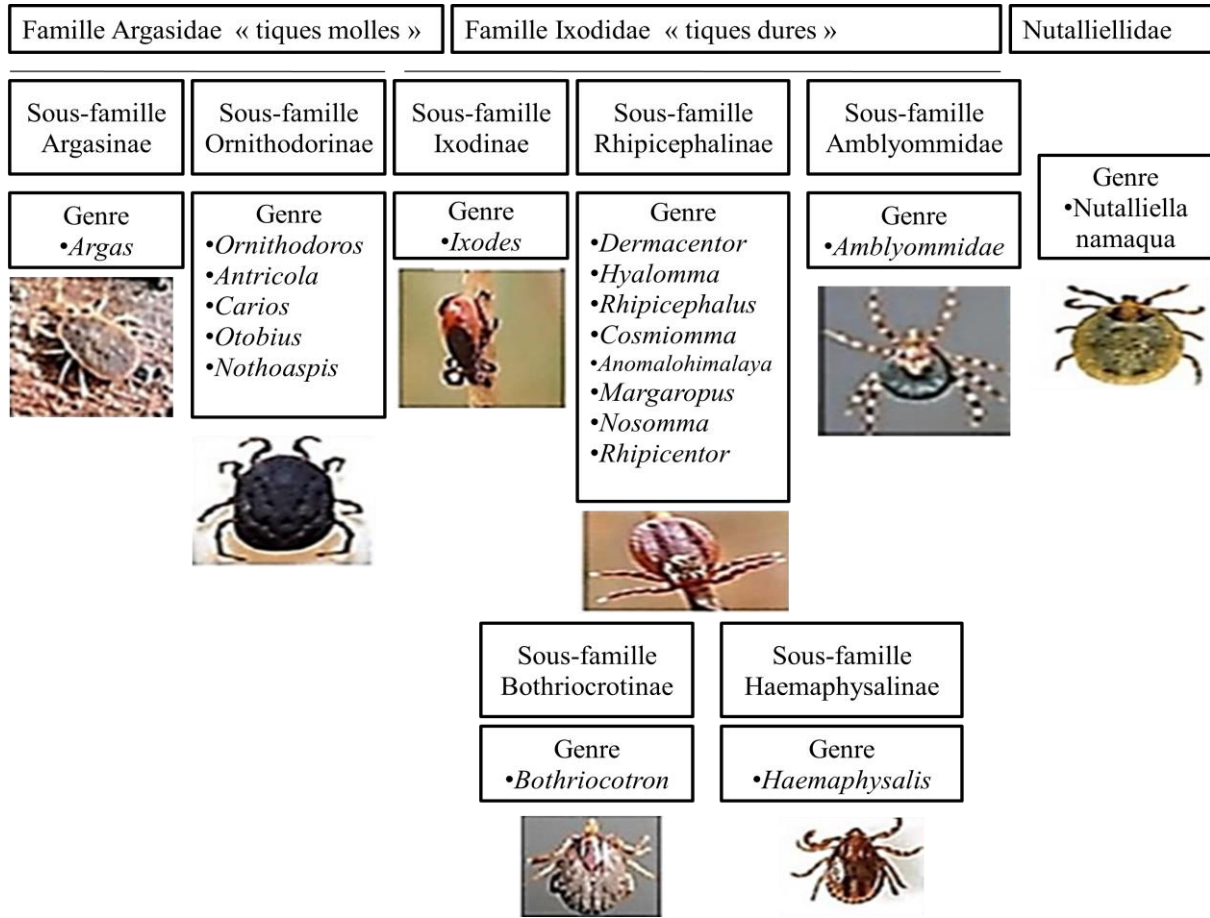 Famille Argasidae « tiques molles »
Famille Ixodidae « tiques dures »
Nutalliellidae
Sous-famille
Argasinae
Sous-famille
Ornithodorinae
Sous-famille
Ixodinae
Sous-famille
Rhipicephalinae
Sous-famille
Amblyommidae
Genre
•Argas
Genre
•Ornithodoros
•Antricola
•Carios
•Otobius
•Nothoaspis
Genre
•Ixodes
Genre
•Dermacentor
•Hyalomma
•Rhipicephalus
•Cosmiomma
•Anomalohimalaya
•Margaropus
•Nosomma
•Rhipicentor
Genre
•Amblyommidae
Genre
•Nutalliella
namaqua
Sous-famille
Bothriocrotinae
Sous-famille
Haemaphysalinae
Genre
•Bothriocotron
Genre
•Haemaphysalis